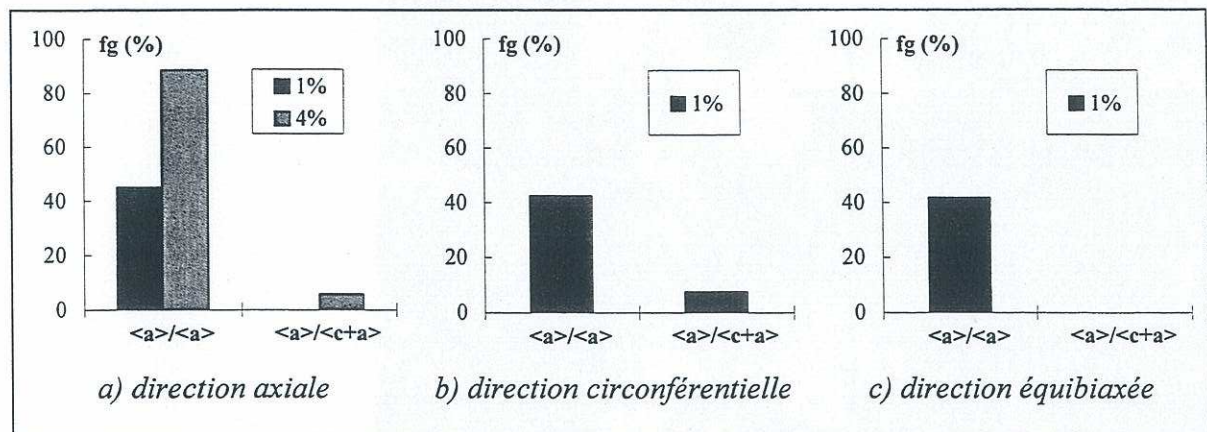 fg (%)
100
80
60
40
20
0
1%
4%
<a>/<a>
<a>/<c+a>
a) direction axiale
fg (%)
100
80
60
40
20
0
1%
<a>/<a>
<a>/<c+a>
b) direction circonférentielle
fg (%)
100
80
60
40
20
0
1%
<a>/<a>
<a>/<c+a>
c) direction équibiaxée